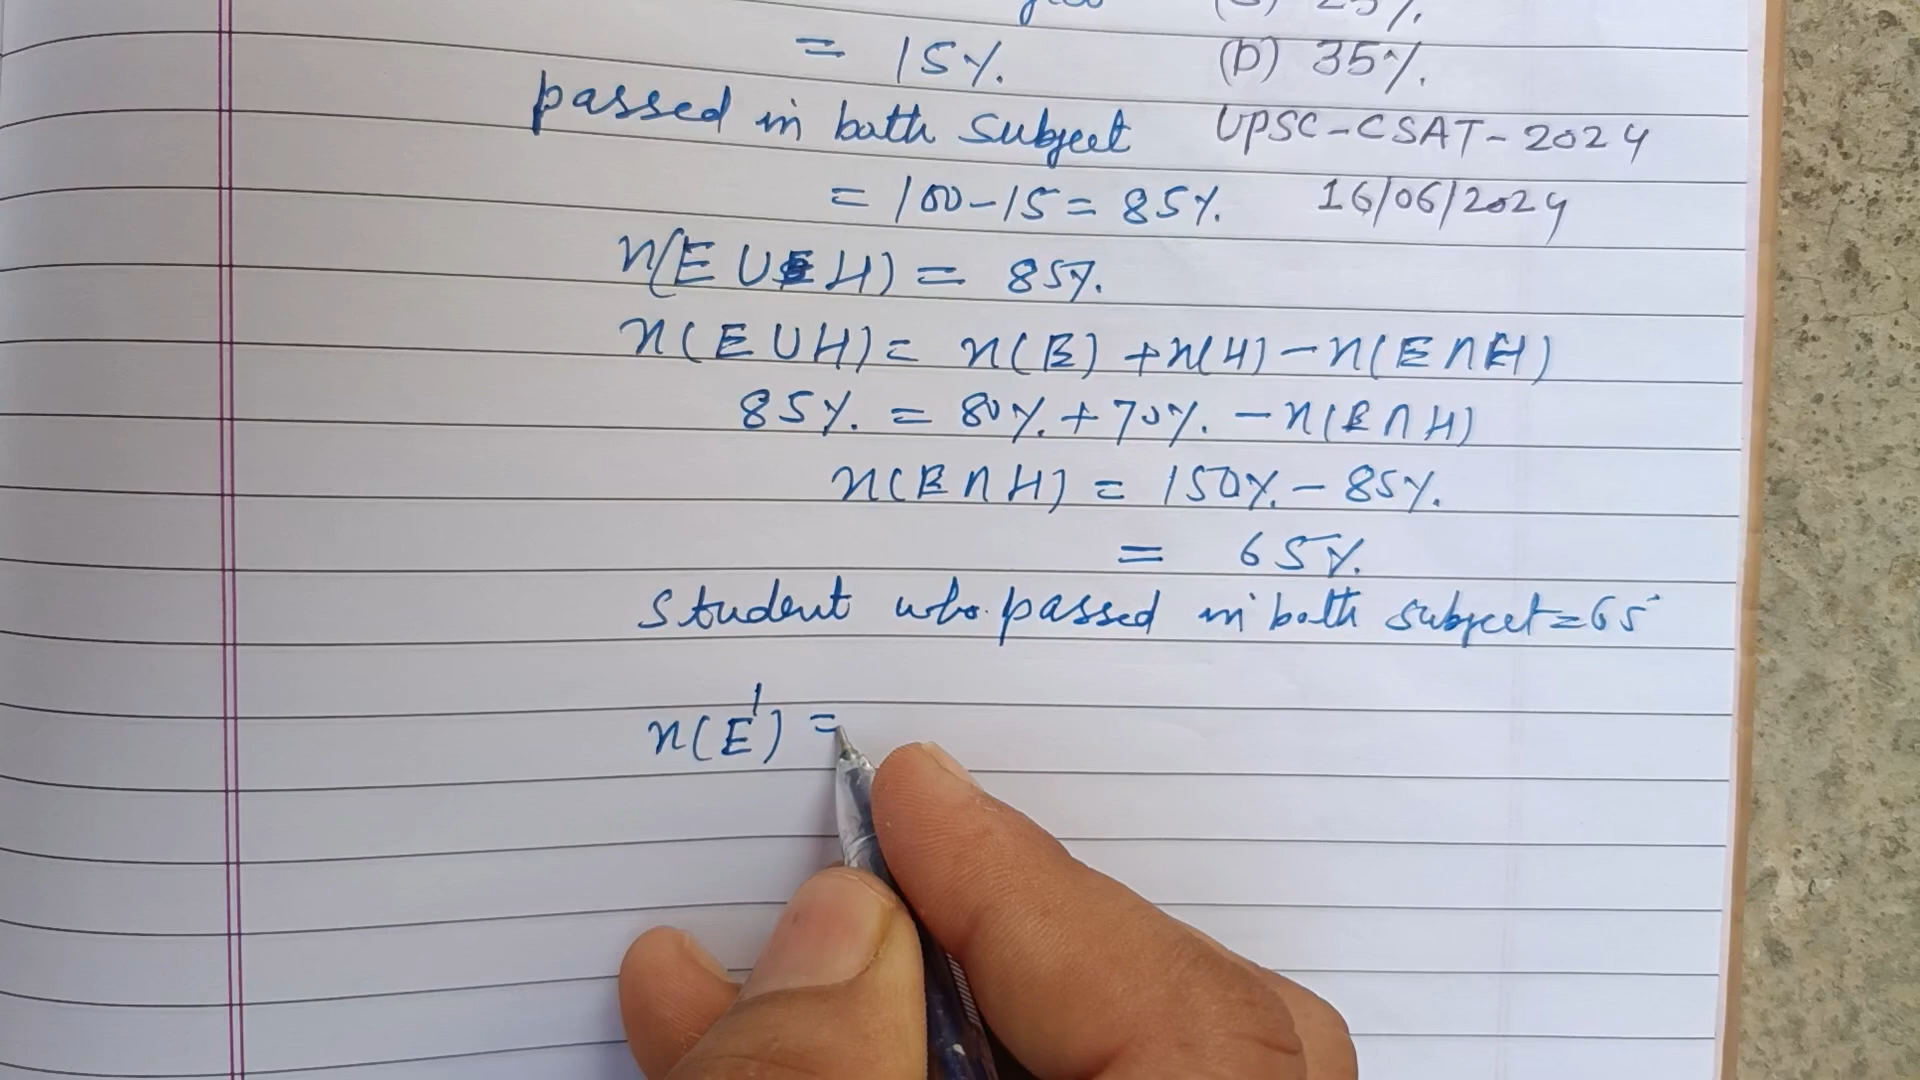 = 15%. (D) 35%.
passed in both subject UPSC-CSAT-2024
= 100-15 = 85%. 16/06/2024
n(E ∪ H) = 85%.
n(E ∪ H) = n(E) + n(H) - n(E ∩ H)
85%. = 80%. + 70%. - n(E ∩ H)
n(E ∩ H) = 150%. - 85%.
= 65%.
Student who passed in both subject = 65
n(E') =